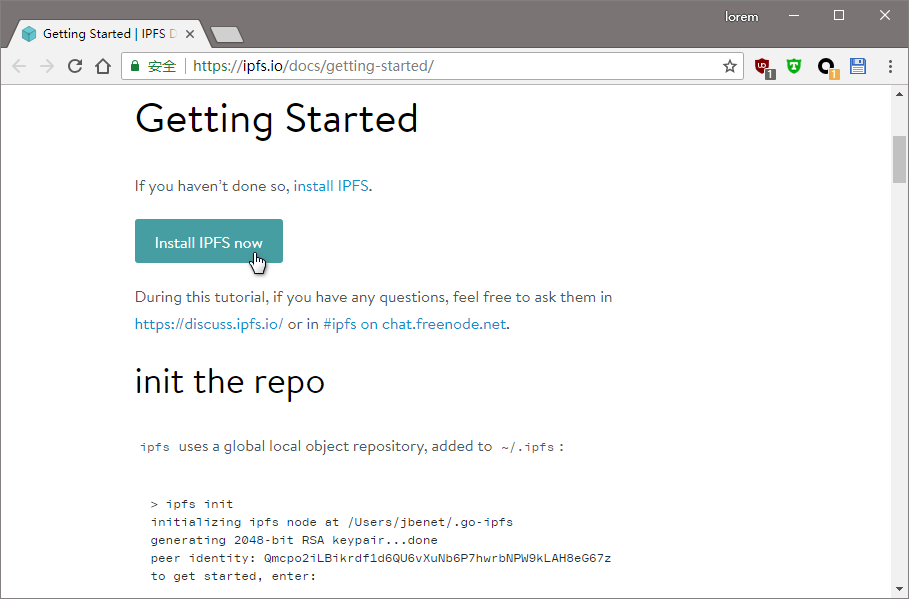 lorem
Getting Started | IPFS D
安全 https://ipfs.io/docs/getting-started/
1 1
Getting Started
If you haven’t done so, install IPFS.
Install IPFS now
During this tutorial, if you have any questions, feel free to ask them in
https://discuss.ipfs.io/ or in #ipfs on chat.freenode.net.
init the repo
ipfs uses a global local object repository, added to ~/.ipfs:
> ipfs init
initializing ipfs node at /Users/jbenet/.go-ipfs
generating 2048-bit RSA keypair...done
peer identity: Qmcpo2iLBikrdf1d6QU6vXuNb6P7hwrbNPW9kLAH8eG67z
to get started, enter: